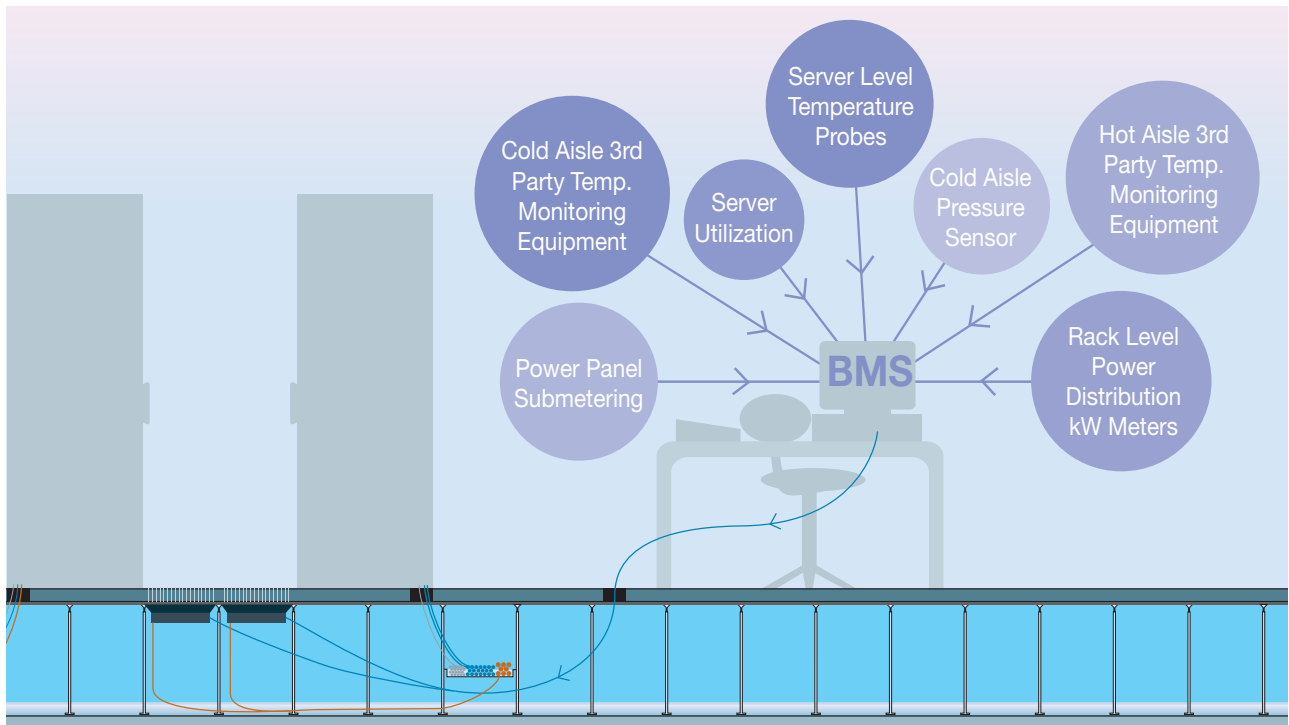 Server Level
Temperature
Probes
Cold Aisle 3rd
Party Temp.
Monitoring
Equipment
Server
Utilization
Cold Aisle
Pressure
Sensor
Hot Aisle 3rd
Party Temp.
Monitoring
Equipment
Power Panel
Submetering
BMS
Rack Level
Power
Distribution
kW Meters